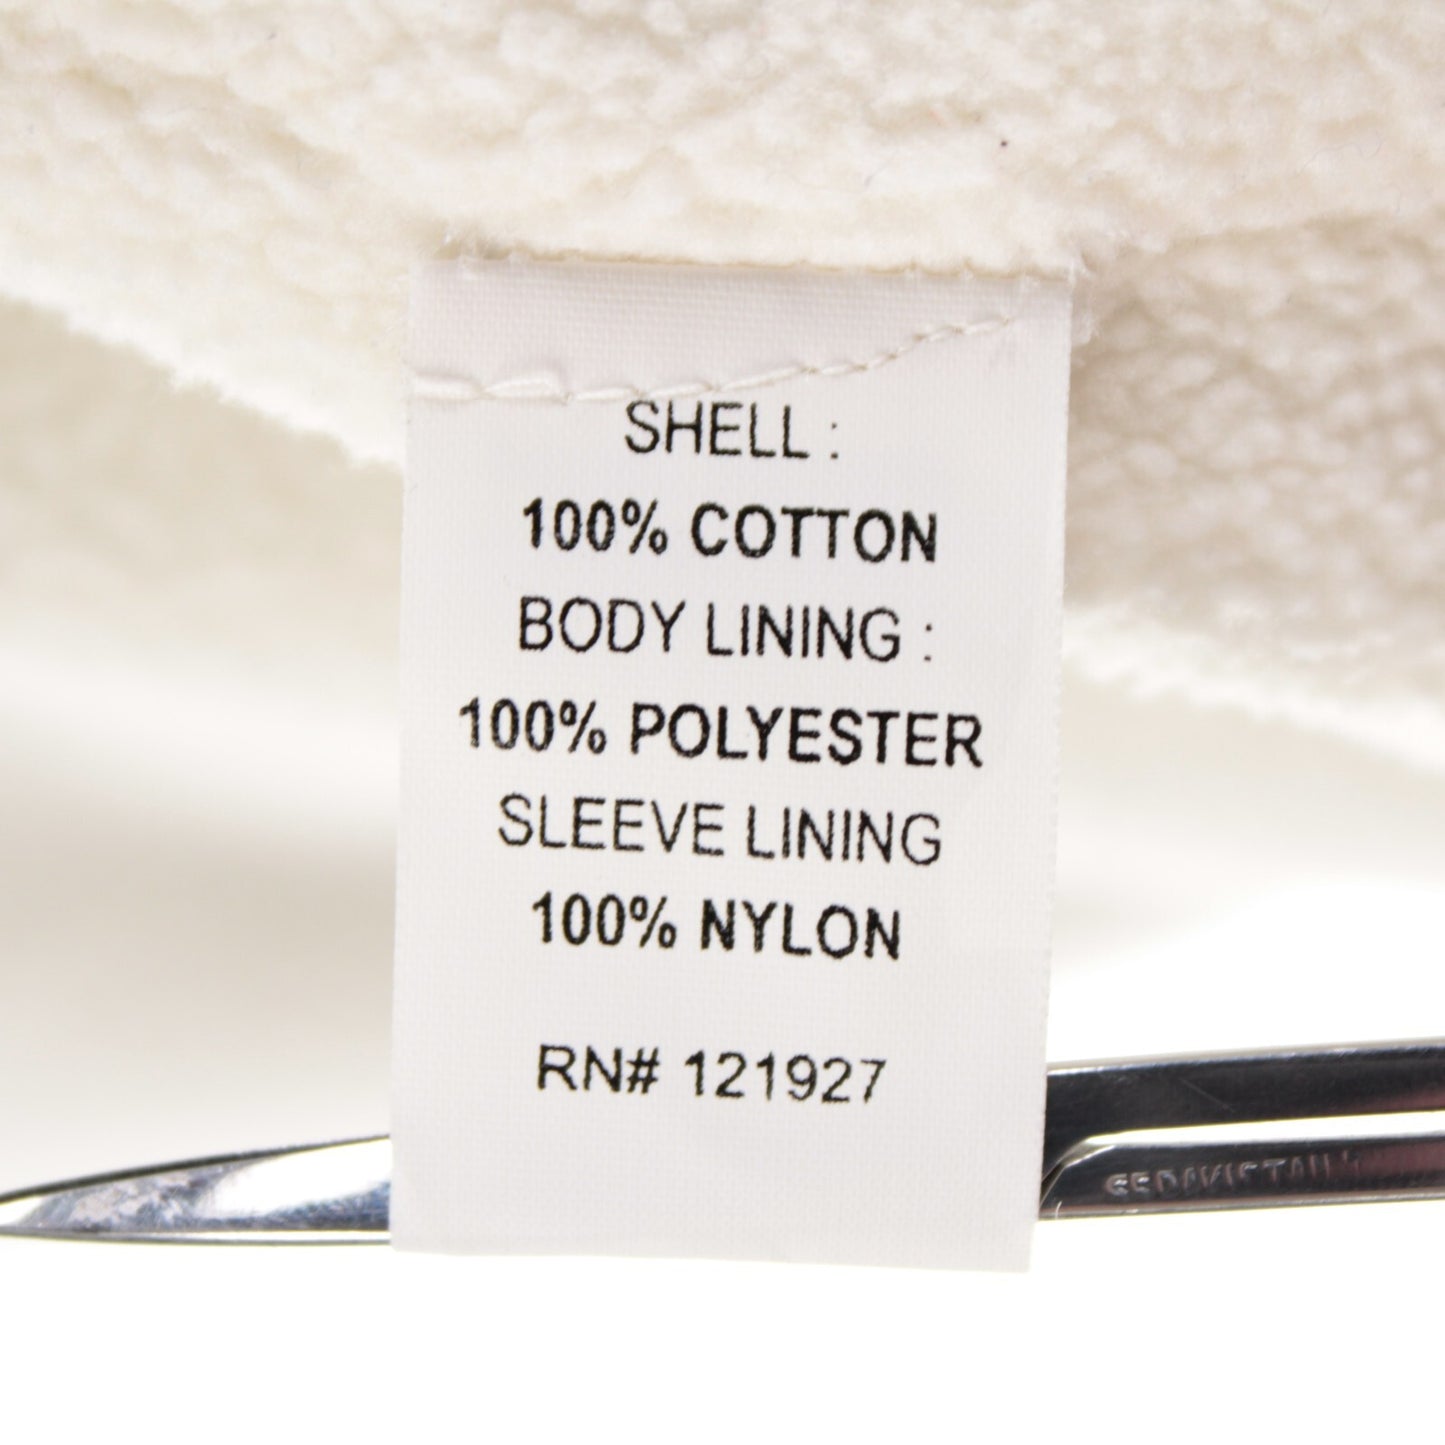 SHELL :
100% COTTON
BODY LINING :
100% POLYESTER
SLEEVE LINING
100% NYLON
RN# 121927